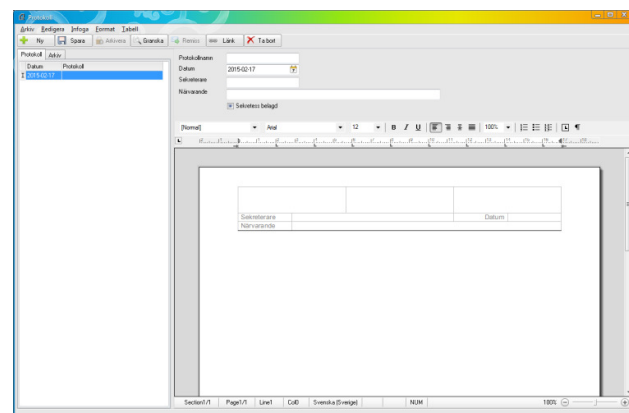 Protokoll
Arkiv Redigera Infoga Format Tabell
Ny Spara Arkivera Granska Remiss Länk Ta bort
Protokoll Arkiv
Datum Protokoll
2015-02-17
Protokollnamn
Datum 2015-02-17
Sekreterare
Närvarande
Sekretess belagd
[Normal] Arial 12 B I U 100% ¶
Sekreterare Datum
Närvarande
Section1/1 Page1/1 Line1 Col0 Svenska (Sverige) NUM 100%